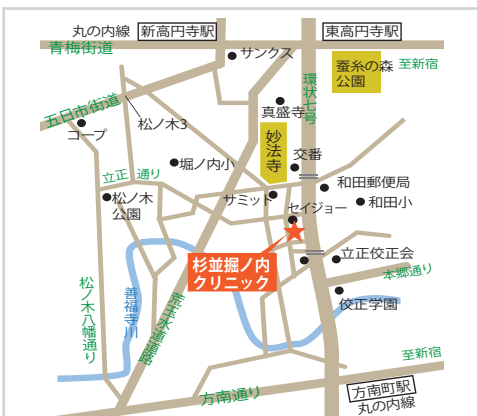 丸の内線 新高円寺駅 東高円寺駅
青梅街道
サンクス
蚕糸の森
公園
至新宿
環状七号
五日市街道
コープ
松ノ木3
真盛寺
妙法寺
交番
堀ノ内小
立正通り
和田郵便局
和田小
松ノ木
公園
サミット
セイジョー
杉並掘ノ内
クリニック
立正佼正会
本郷通り
佼正学園
松ノ木八幡通り
善福寺川
荒玉水道道路
至新宿
方南通り
方南町駅
丸の内線